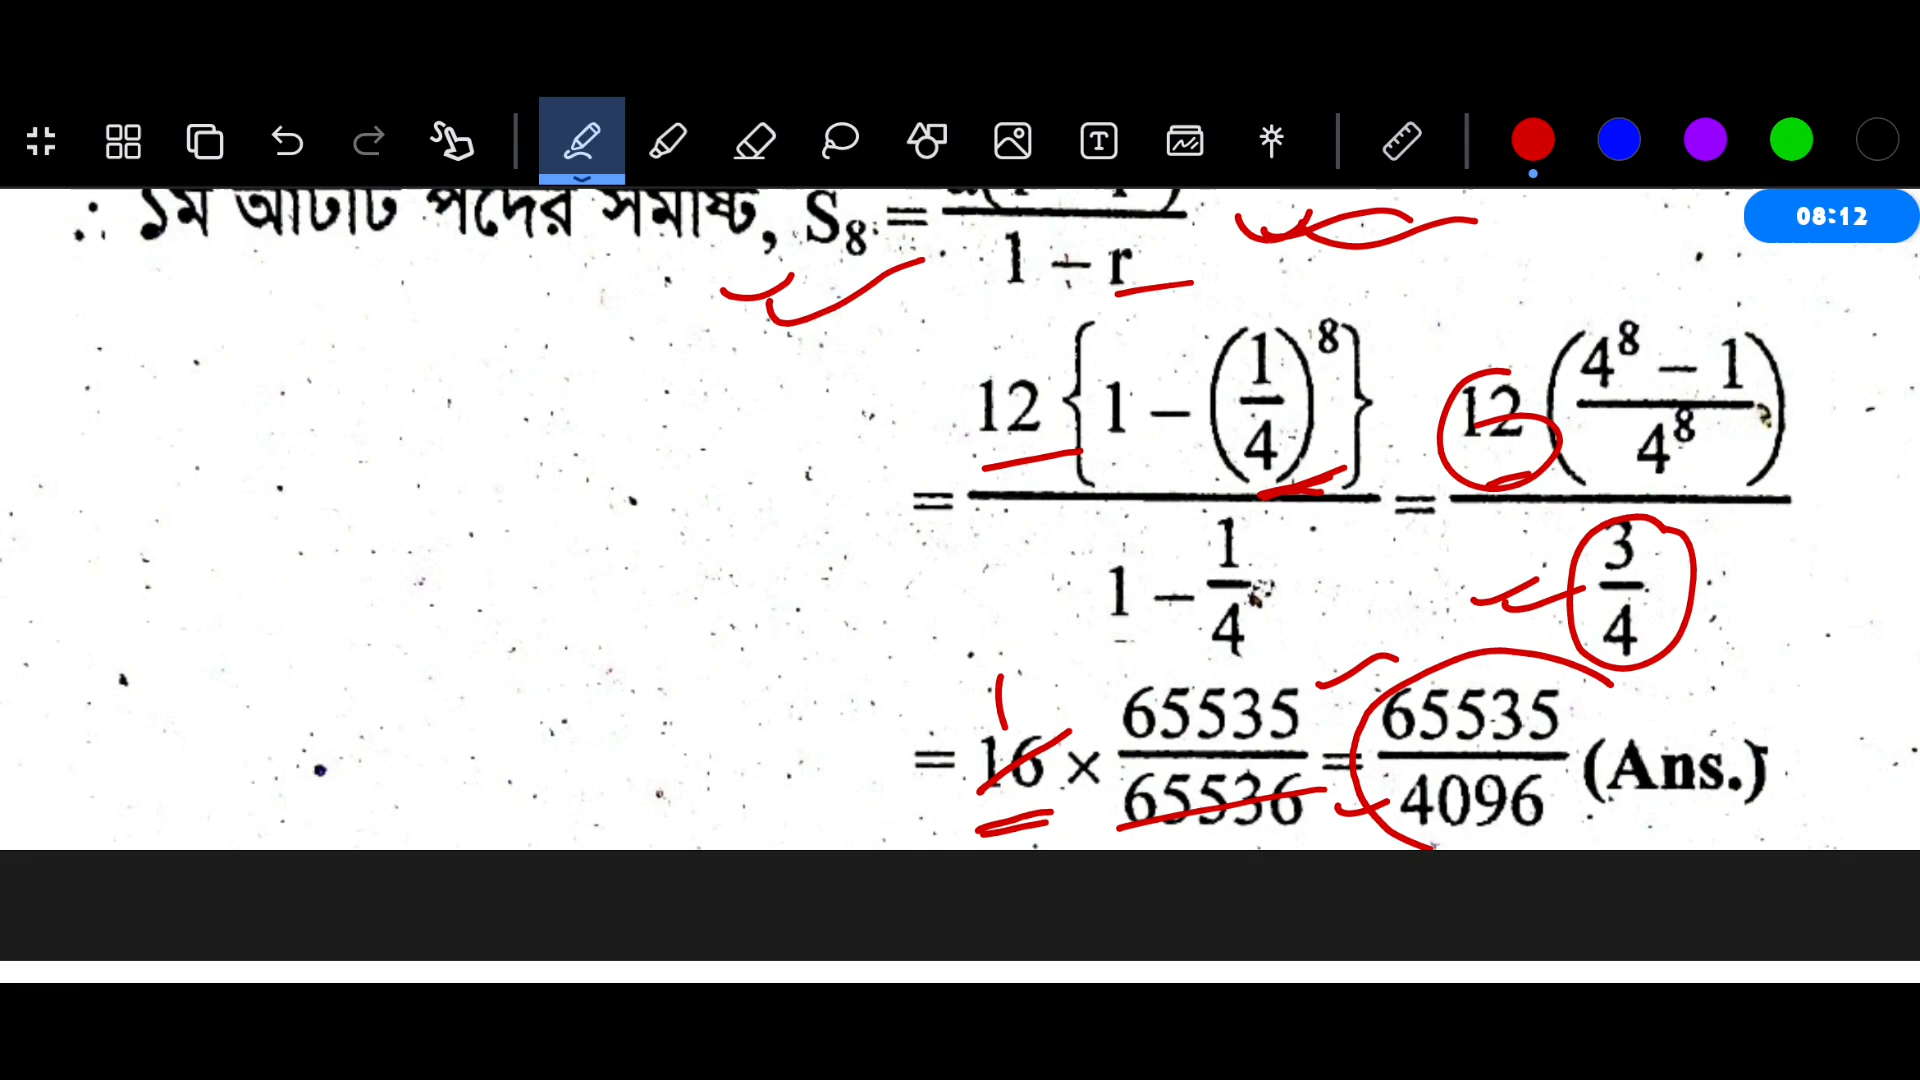 08:12
∴ ১ম আটটি পদের সমষ্টি, S₈ = ⁄ 1 − r
= 12{1 − (1/4)⁸} / 1 − 1/4 = 12(4⁸ − 1 / 4⁸) / 3/4
= 16 × 65535/65536 = 65535/4096 (Ans.)